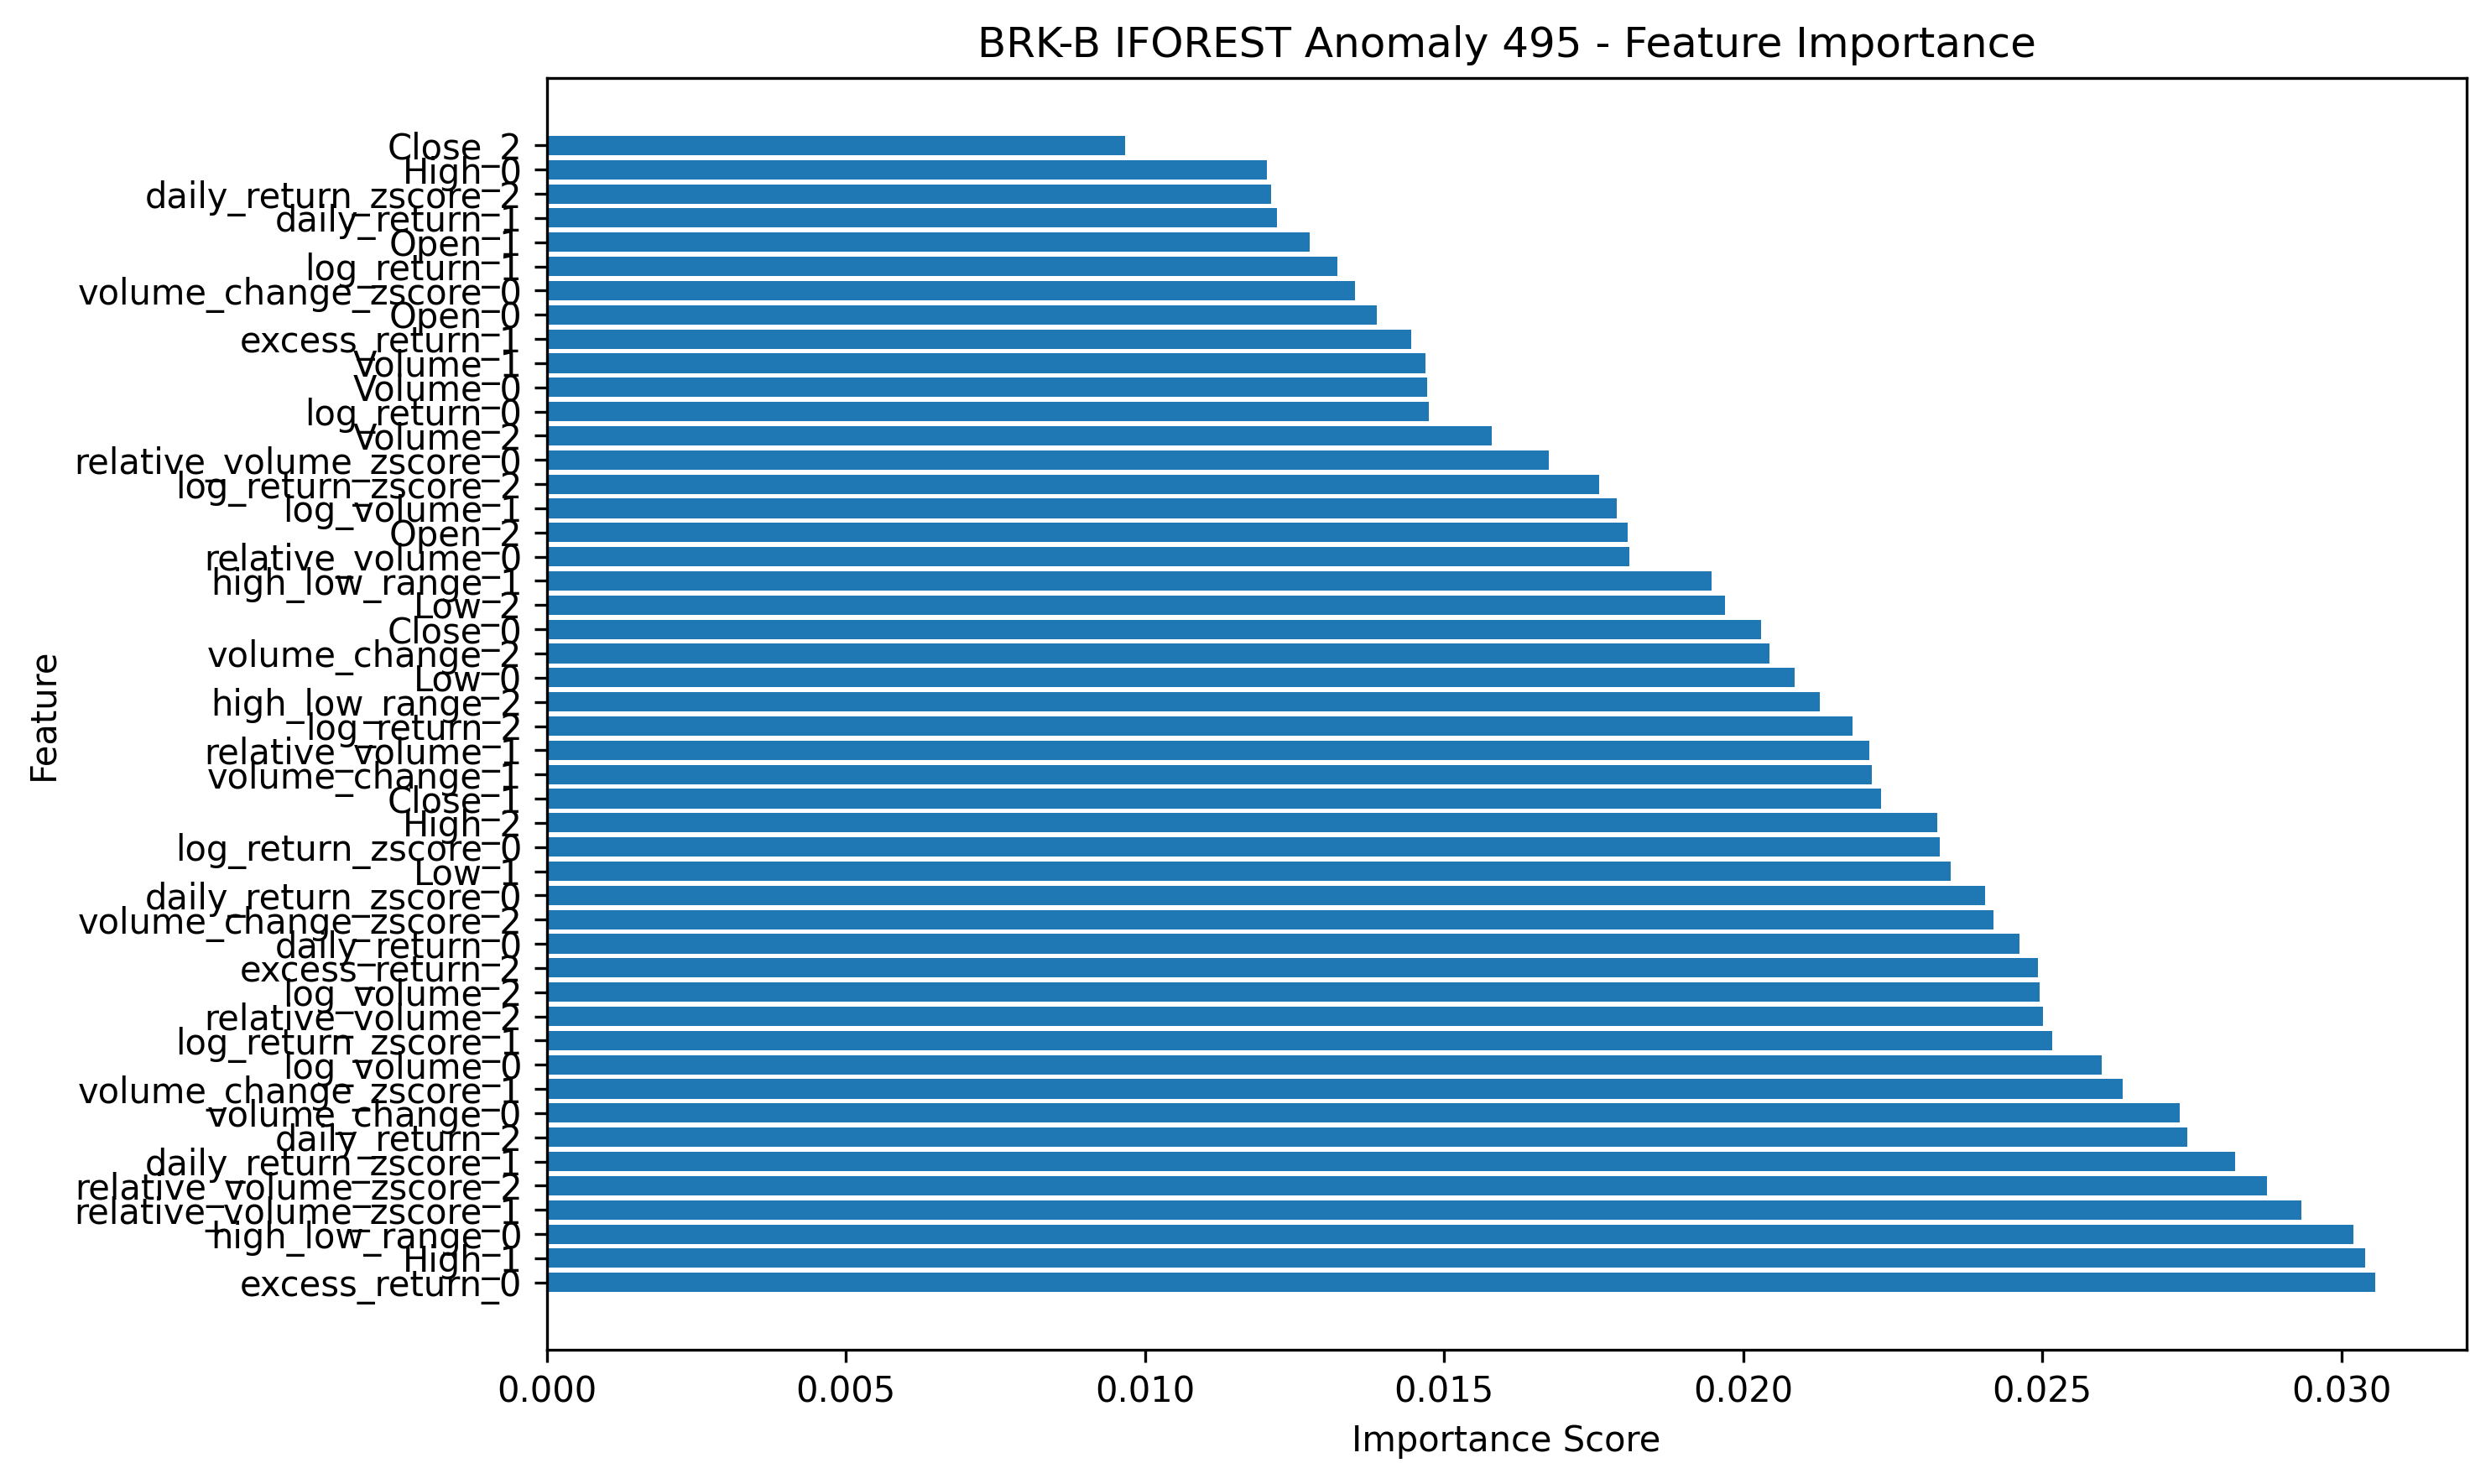 BRK-B IFOREST Anomaly 495 - Feature Importance
Close_2
High_0
daily_return_zscore_2
daily_return_1
Open_1
log_return_1
volume_change_zscore_0
Open_0
excess_return_1
Volume_1
Volume_0
log_return_0
Volume_2
relative_volume_zscore_0
log_return_zscore_2
log_volume_1
Open_2
relative_volume_0
high_low_range_1
Low_2
Close_0
volume_change_2
Low_0
high_low_range_2
log_return_2
relative_volume_1
volume_change_1
Close_1
High_2
log_return_zscore_0
Low_1
daily_return_zscore_0
volume_change_zscore_2
daily_return_0
excess_return_2
log_volume_2
relative_volume_2
log_return_zscore_1
log_volume_0
volume_change_zscore_1
volume_change_0
daily_return_2
daily_return_zscore_1
relative_volume_zscore_2
relative_volume_zscore_1
high_low_range_0
High_1
excess_return_0
Feature
0.000 0.005 0.010 0.015 0.020 0.025 0.030
Importance Score